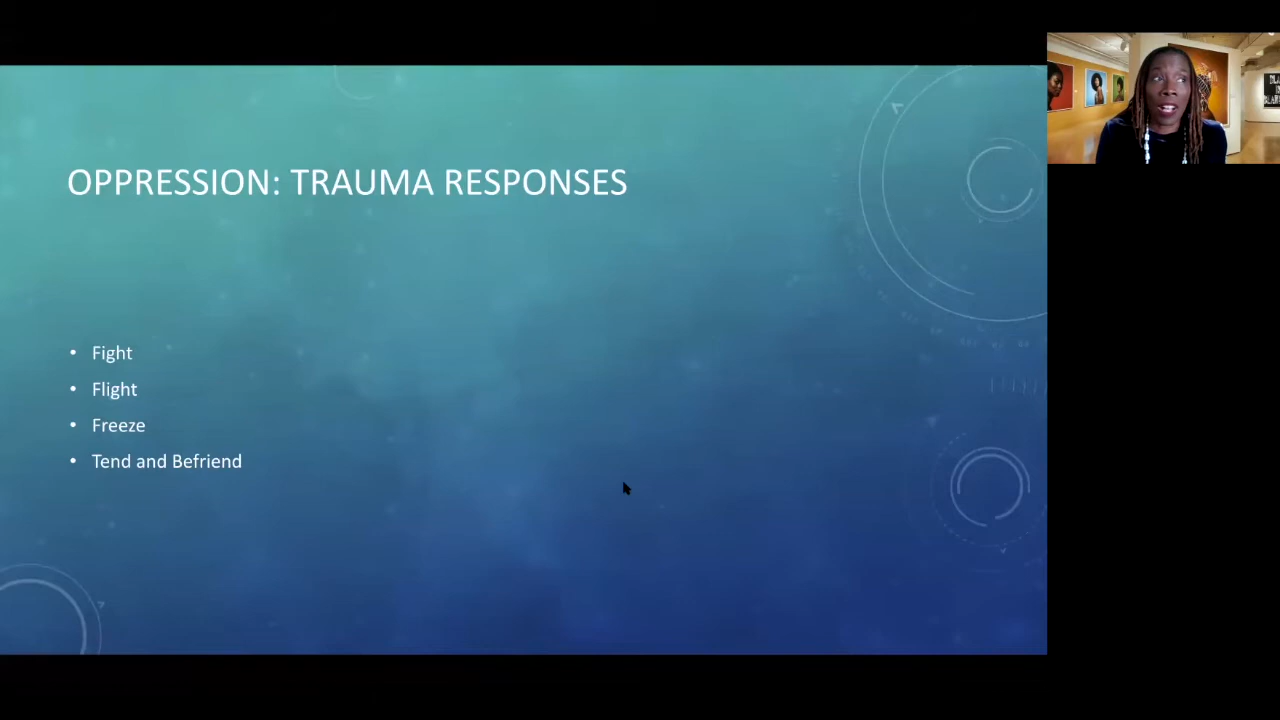 OPPRESSION: TRAUMA RESPONSES
• Fight
• Flight
• Freeze
• Tend and Befriend